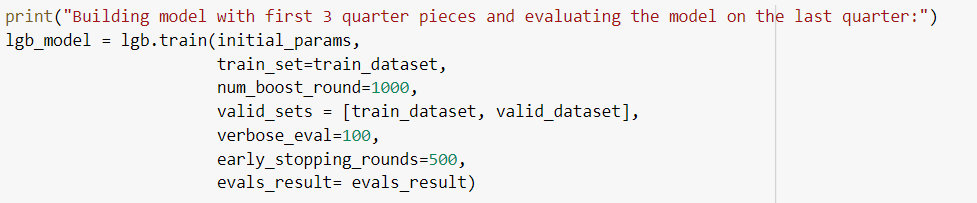 print("Building model with first 3 quarter pieces and evaluating the model on the last quarter:")
lgb_model = lgb.train(initial_params,
                      train_set=train_dataset,
                      num_boost_round=1000,
                      valid_sets = [train_dataset, valid_dataset],
                      verbose_eval=100,
                      early_stopping_rounds=500,
                      evals_result= evals_result)